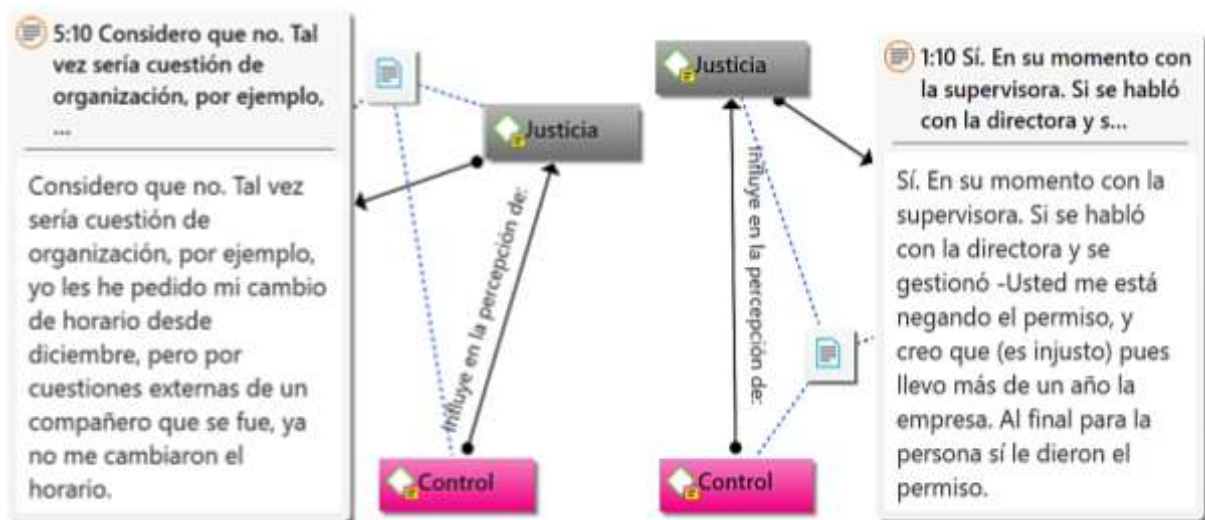 5:10 Considero que no. Tal
vez sería cuestión de
organización, por ejemplo,
...
Considero que no. Tal vez
sería cuestión de
organización, por ejemplo,
yo les he pedido mi cambio
de horario desde
diciembre, pero por
cuestiones externas de un
compañero que se fue, ya
no me cambiaron el
horario.
Justicia
Influye en la percepción de:
Control
Justicia
Influye en la percepción de:
Control
1:10 Sí. En su momento con
la supervisora. Si se habló
con la directora y s...
Sí. En su momento con la
supervisora. Si se habló
con la directora y se
gestionó -Usted me está
negando el permiso, y
creo que (es injusto) pues
llevo más de un año la
empresa. Al final para la
persona sí le dieron el
permiso.